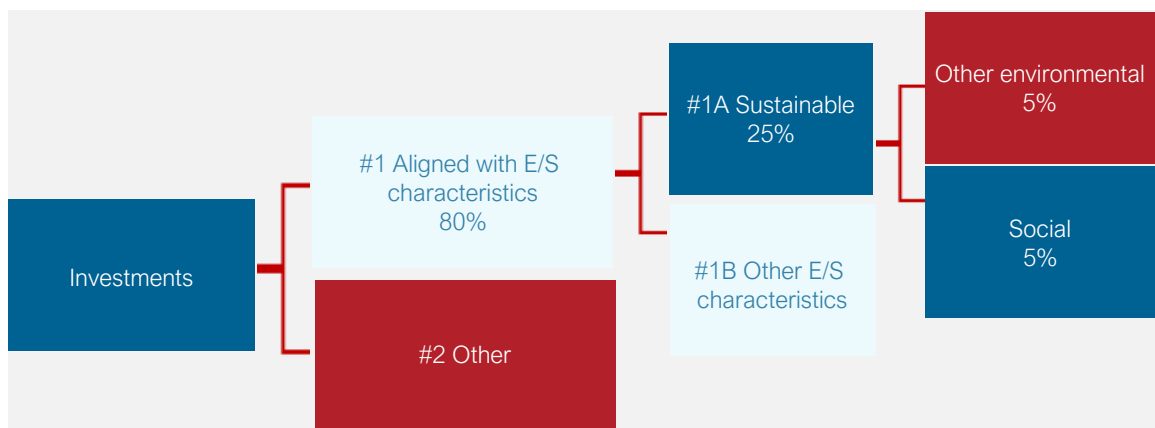 Investments
#1 Aligned with E/S
characteristics
80%
#2 Other
#1A Sustainable
25%
#1B Other E/S
characteristics
Other environmental
5%
Social
5%